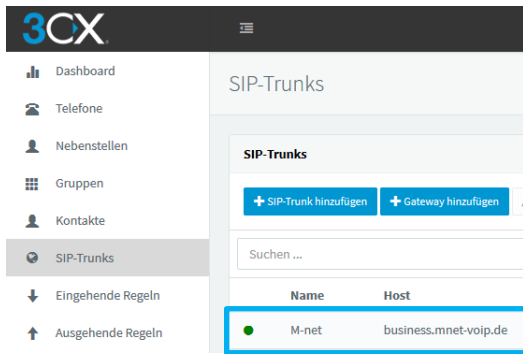 3CX
Dashboard
Telefone
Nebenstellen
Gruppen
Kontakte
SIP-Trunks
Eingehende Regeln
Ausgehende Regeln
SIP-Trunks
SIP-Trunks
+ SIP-Trunk hinzufügen + Gateway hinzufügen
Suchen ...
Name Host
M-net business.mnet-voip.de